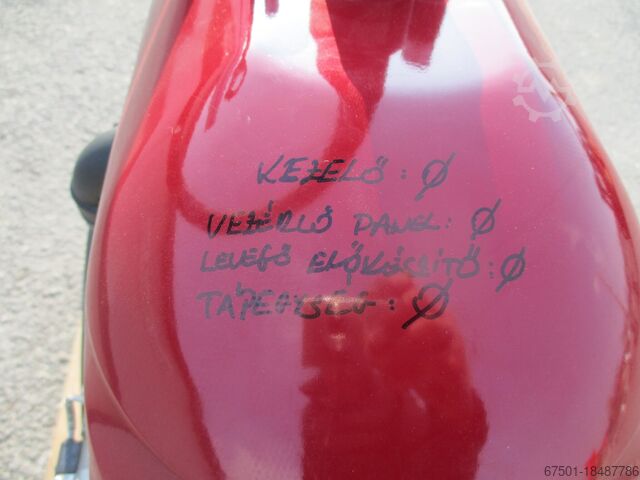 KEZELŐ: Ø
VEZÉRLŐ PANEL: Ø
LEVEGŐ ELŐKÉSZÍTŐ: Ø
TÁPEGYSÉG: Ø
67501-18487786